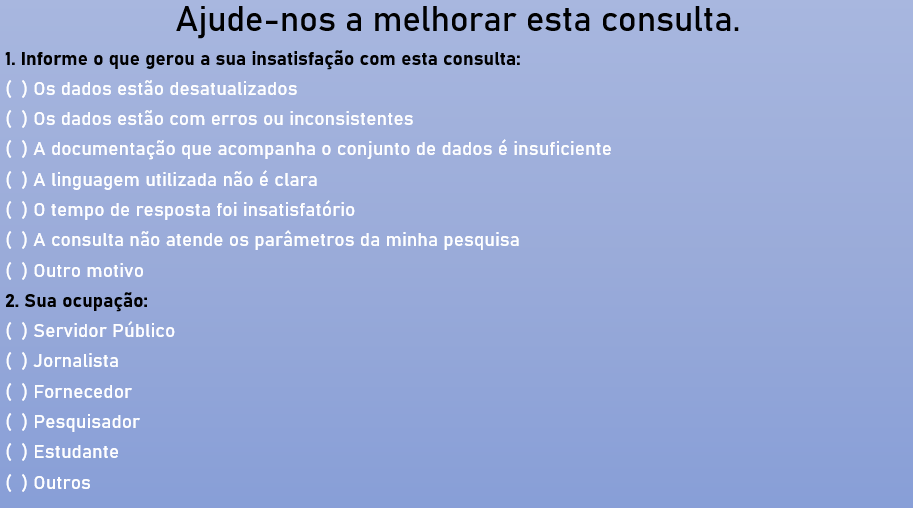 Ajude-nos a melhorar esta consulta.
1. Informe o que gerou a sua insatisfação com esta consulta:
( ) Os dados estão desatualizados
( ) Os dados estão com erros ou inconsistentes
( ) A documentação que acompanha o conjunto de dados é insuficiente
( ) A linguagem utilizada não é clara
( ) O tempo de resposta foi insatisfatório
( ) A consulta não atende os parâmetros da minha pesquisa
( ) Outro motivo
2. Sua ocupação:
( ) Servidor Público
( ) Jornalista
( ) Fornecedor
( ) Pesquisador
( ) Estudante
( ) Outros